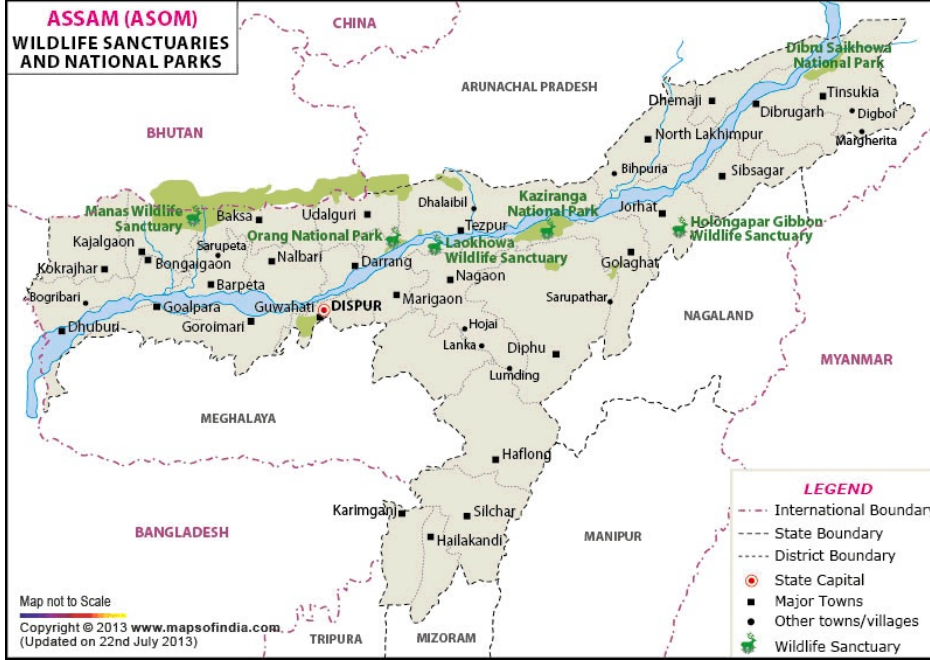 ASSAM (ASOM)
WILDLIFE SANCTUARIES
AND NATIONAL PARKS
CHINA
Dibru Saikhowa
National Park
ARUNACHAL PRADESH
Dhemaji
Tinsukia
Dibrugarh
Digboi
BHUTAN
North Lakhimpur
Margherita
Bihpuria
Sibsagar
Dhalaibil
Kaziranga
National Park
Manas Wildlife
Sanctuary
Baksa
Udalguri
Jorhat
Tezpur
Holongapar Gibbon
Wildlife Sanctuary
Orang National Park
Laokhowa
Wildlife Sanctuary
Kajalgaon
Sarupeta
Bongaigaon
Nalbari
Darrang
Golaghat
Kokrajhar
Nagaon
Barpeta
Bogribari
Marigaon
Sarupathar
Goalpara
Guwahati
DISPUR
Dhuburi
Goroimari
NAGALAND
Hojai
Lanka
Diphu
MYANMAR
Lumding
MEGHALAYA
Haflong
Karimganj
Silchar
BANGLADESH
Hailakandi
MANIPUR
LEGEND
International Boundary
State Boundary
District Boundary
State Capital
Major Towns
Other towns/villages
Wildlife Sanctuary
Map not to Scale
Copyright © 2013 www.mapsofindia.com
(Updated on 22nd July 2013)
TRIPURA
MIZORAM